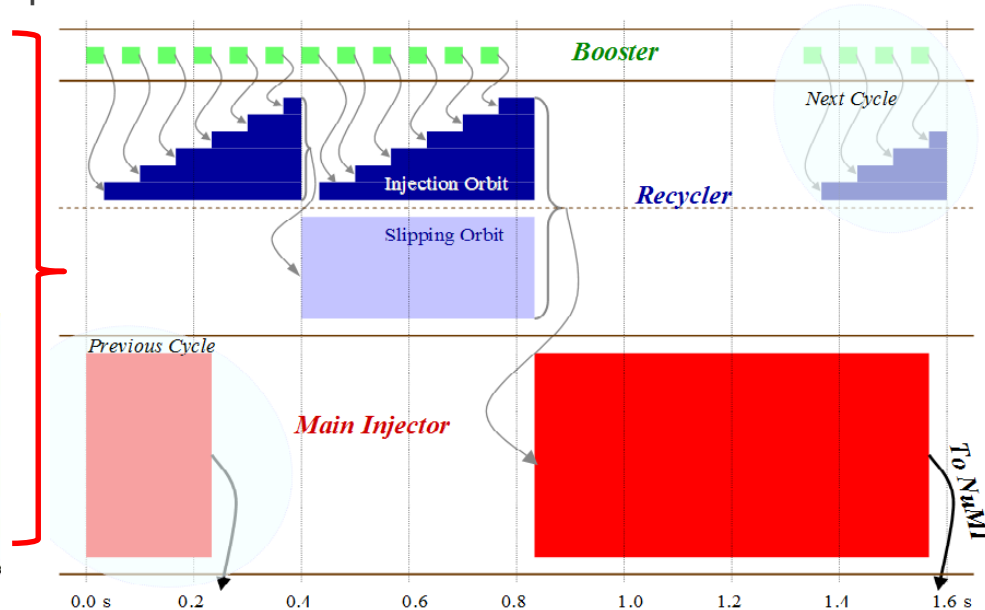 Booster
Next Cycle
Injection Orbit
Recycler
Slipping Orbit
Previous Cycle
Main Injector
To NuMI
0.0 s 0.2 0.4 0.6 0.8 1.0 1.2 1.4 1.6 s